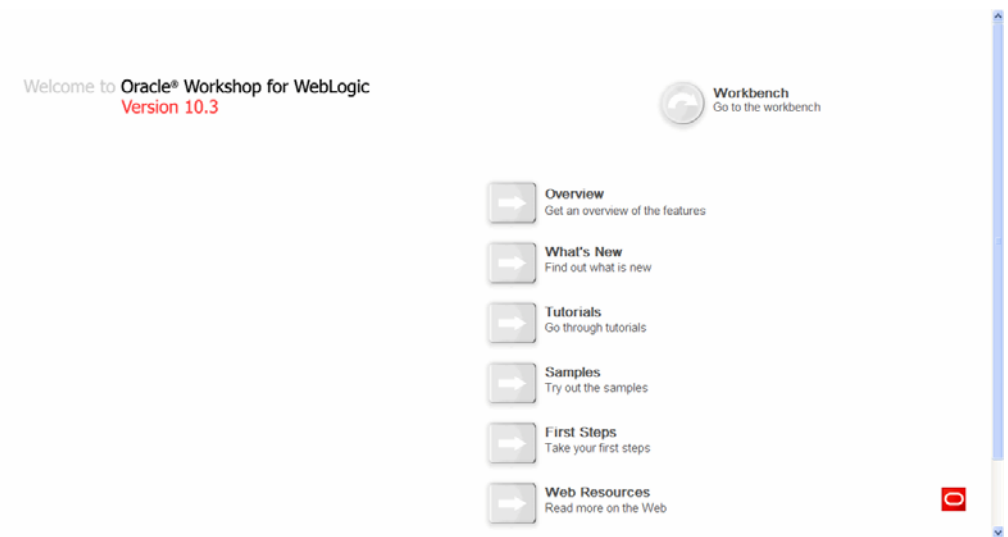 Welcome to Oracle® Workshop for WebLogic
Version 10.3
Workbench
Go to the workbench
Overview
Get an overview of the features
What's New
Find out what is new
Tutorials
Go through tutorials
Samples
Try out the samples
First Steps
Take your first steps
Web Resources
Read more on the Web